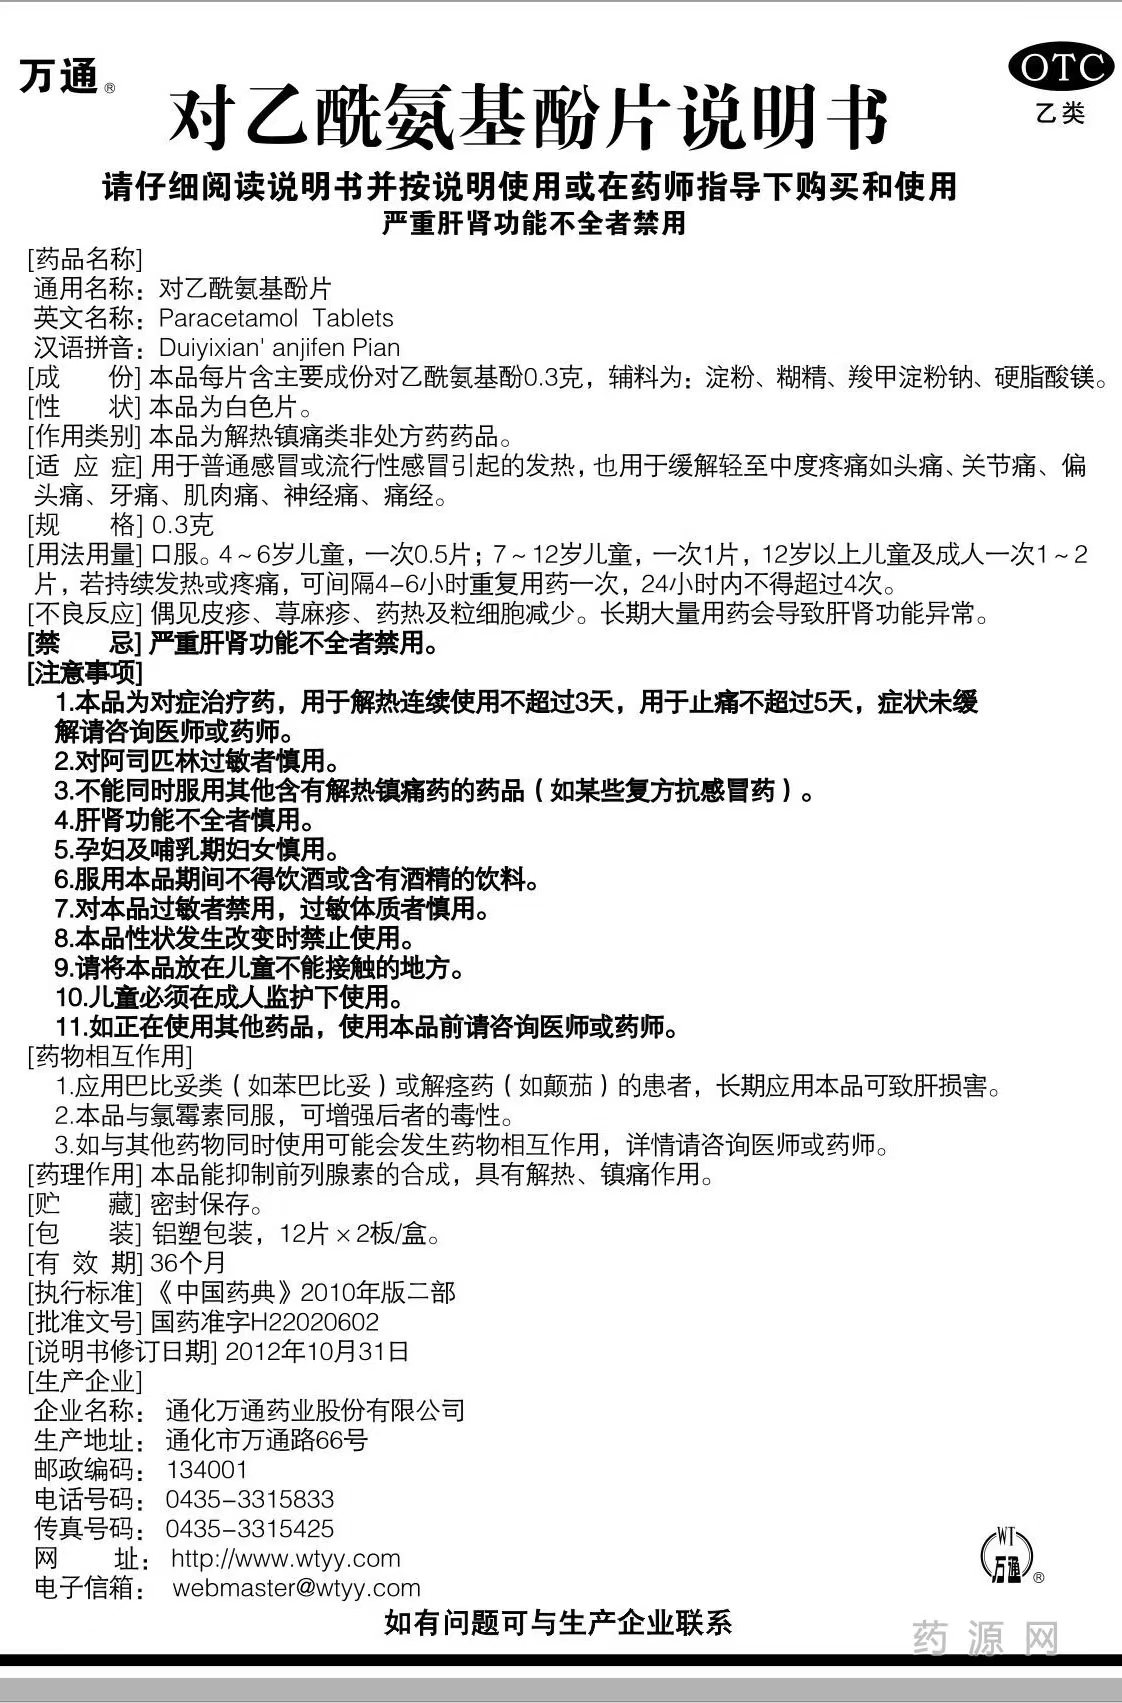 万通®
OTC
乙类
对乙酰氨基酚片说明书
请仔细阅读说明书并按说明使用或在药师指导下购买和使用
严重肝肾功能不全者禁用
[药品名称]
通用名称：对乙酰氨基酚片
英文名称：Paracetamol Tablets
汉语拼音：Duiyixian' anjifen Pian
[成 份] 本品每片含主要成份对乙酰氨基酚0.3克，辅料为：淀粉、糊精、羧甲淀粉钠、硬脂酸镁。
[性 状] 本品为白色片。
[作用类别] 本品为解热镇痛类非处方药药品。
[适 应 症] 用于普通感冒或流行性感冒引起的发热，也用于缓解轻至中度疼痛如头痛、关节痛、偏
头痛、牙痛、肌肉痛、神经痛、痛经。
[规 格] 0.3克
[用法用量] 口服。4～6岁儿童，一次0.5片；7～12岁儿童，一次1片，12岁以上儿童及成人一次1～2
片，若持续发热或疼痛，可间隔4-6小时重复用药一次，24小时内不得超过4次。
[不良反应] 偶见皮疹、荨麻疹、药热及粒细胞减少。长期大量用药会导致肝肾功能异常。
[禁 忌] 严重肝肾功能不全者禁用。
[注意事项]
1.本品为对症治疗药，用于解热连续使用不超过3天，用于止痛不超过5天，症状未缓
解请咨询医师或药师。
2.对阿司匹林过敏者慎用。
3.不能同时服用其他含有解热镇痛药的药品（如某些复方抗感冒药）。
4.肝肾功能不全者慎用。
5.孕妇及哺乳期妇女慎用。
6.服用本品期间不得饮酒或含有酒精的饮料。
7.对本品过敏者禁用，过敏体质者慎用。
8.本品性状发生改变时禁止使用。
9.请将本品放在儿童不能接触的地方。
10.儿童必须在成人监护下使用。
11.如正在使用其他药品，使用本品前请咨询医师或药师。
[药物相互作用]
1.应用巴比妥类（如苯巴比妥）或解痉药（如颠茄）的患者，长期应用本品可致肝损害。
2.本品与氯霉素同服，可增强后者的毒性。
3.如与其他药物同时使用可能会发生药物相互作用，详情请咨询医师或药师。
[药理作用] 本品能抑制前列腺素的合成，具有解热、镇痛作用。
[贮 藏] 密封保存。
[包 装] 铝塑包装，12片×2板/盒。
[有 效 期] 36个月
[执行标准]《中国药典》2010年版二部
[批准文号] 国药准字H22020602
[说明书修订日期] 2012年10月31日
[生产企业]
企业名称： 通化万通药业股份有限公司
生产地址： 通化市万通路66号
邮政编码： 134001
电话号码： 0435-3315833
传真号码： 0435-3315425
网 址： http://www.wtyy.com
电子信箱： webmaster@wtyy.com
WT
万通®
如有问题可与生产企业联系
药源网